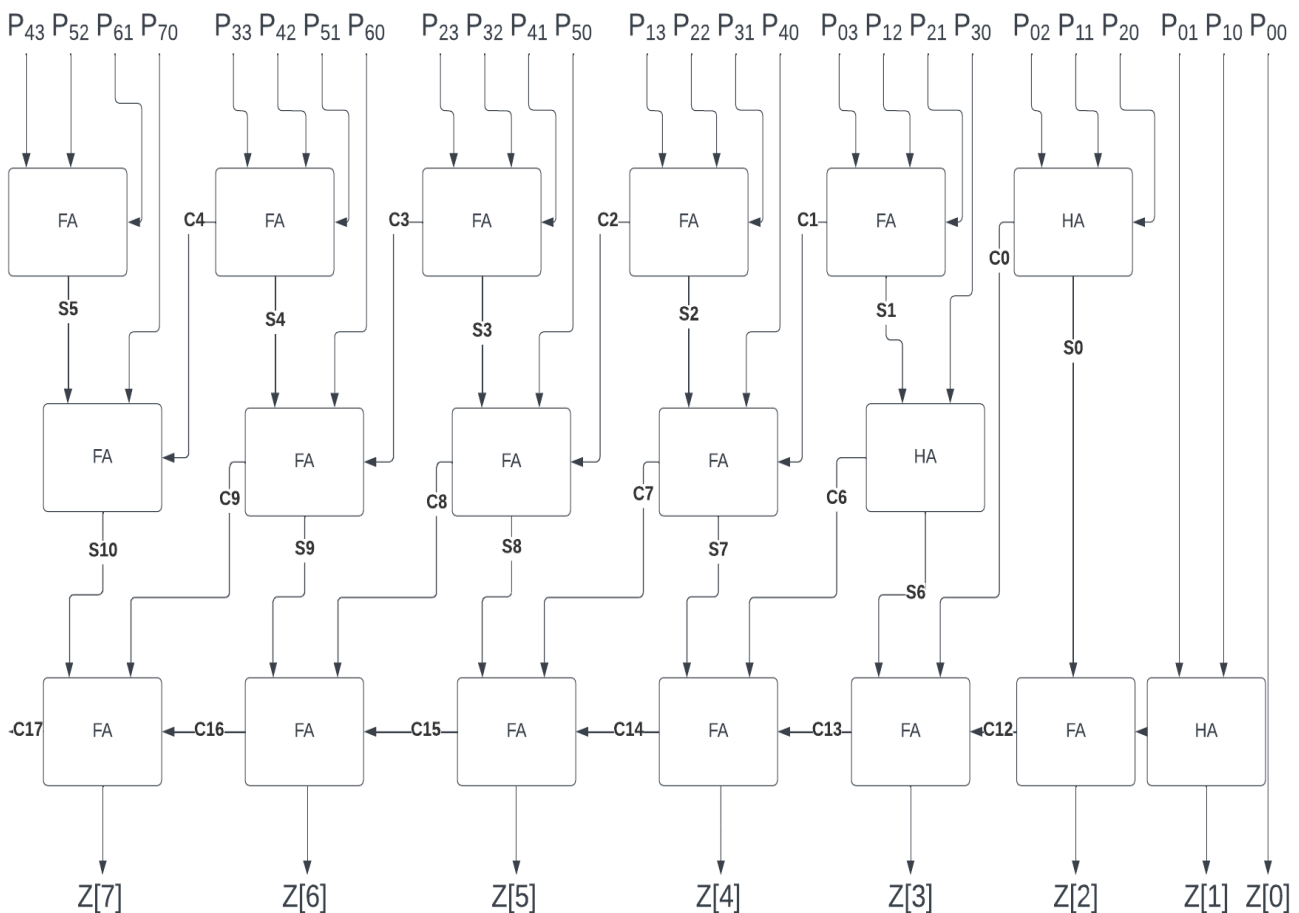 P43 P52 P61 P70 P33 P42 P51 P60 P23 P32 P41 P50 P13 P22 P31 P40 P03 P12 P21 P30 P02 P11 P20 P01 P10 P00
FA C4 FA C3 FA C2 FA C1 FA HA
C0
S5 S4 S3 S2 S1 S0
FA FA FA FA HA
C9 C8 C7 C6
S10 S9 S8 S7 S6
C17 FA C16 FA C15 FA C14 FA C13 FA C12 FA HA
Z[7] Z[6] Z[5] Z[4] Z[3] Z[2] Z[1] Z[0]